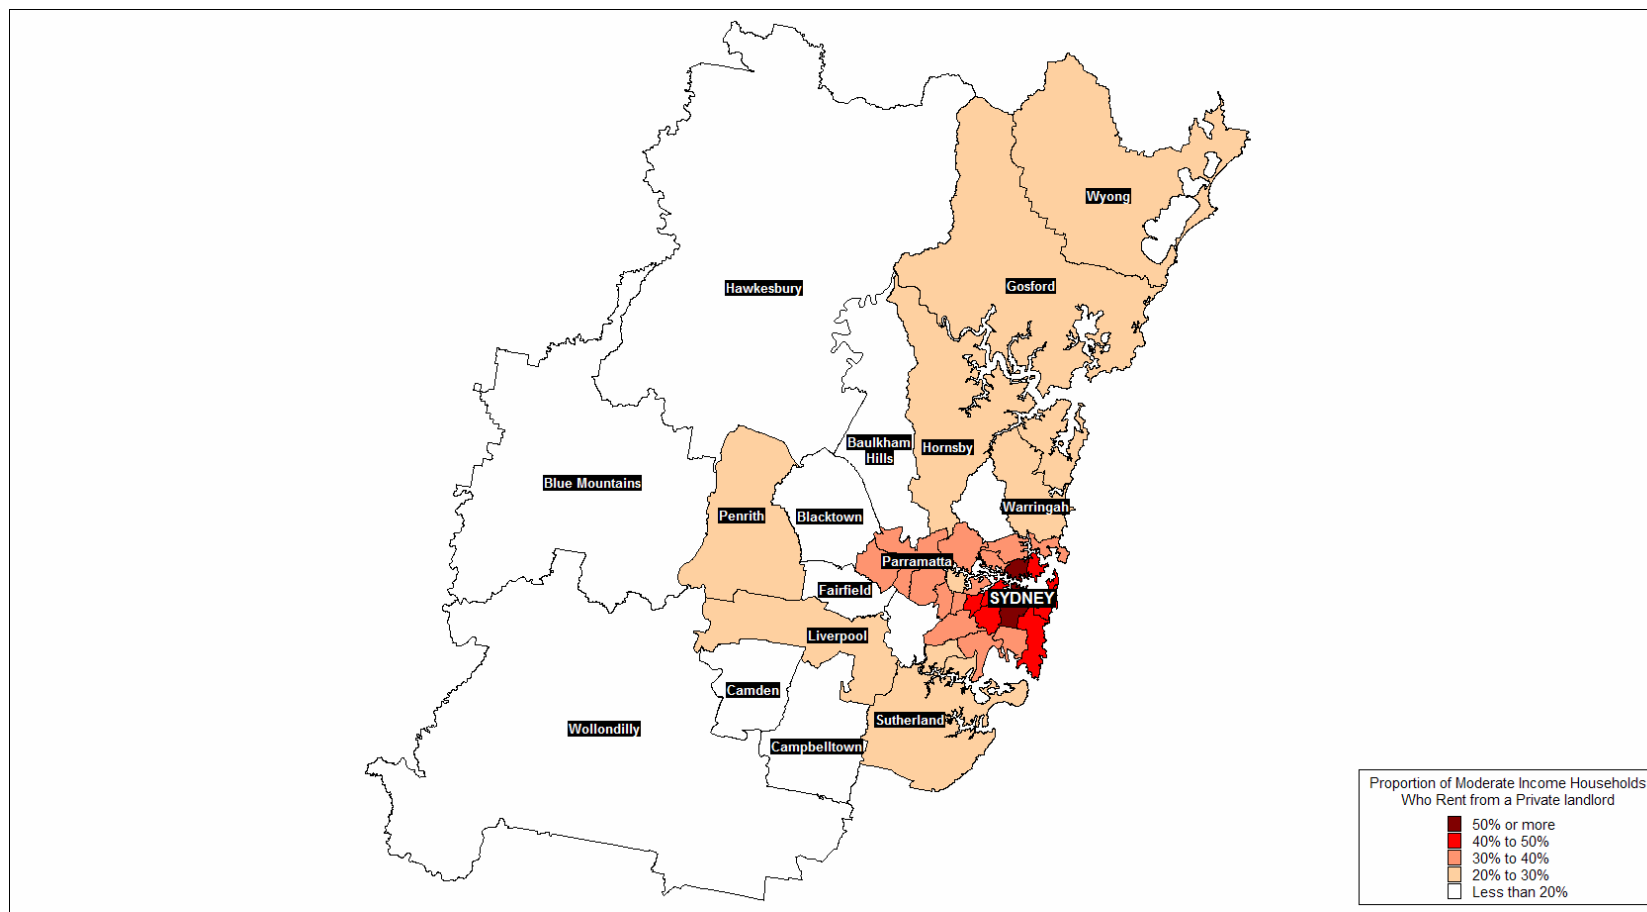 Wyong
Hawkesbury
Gosford
Baulkham
Hills
Hornsby
Blue Mountains
Penrith
Blacktown
Warringah
Parramatta
Fairfield
SYDNEY
Liverpool
Camden
Sutherland
Wollondilly
Campbelltown
Proportion of Moderate Income Households
Who Rent from a Private landlord
50% or more
40% to 50%
30% to 40%
20% to 30%
Less than 20%